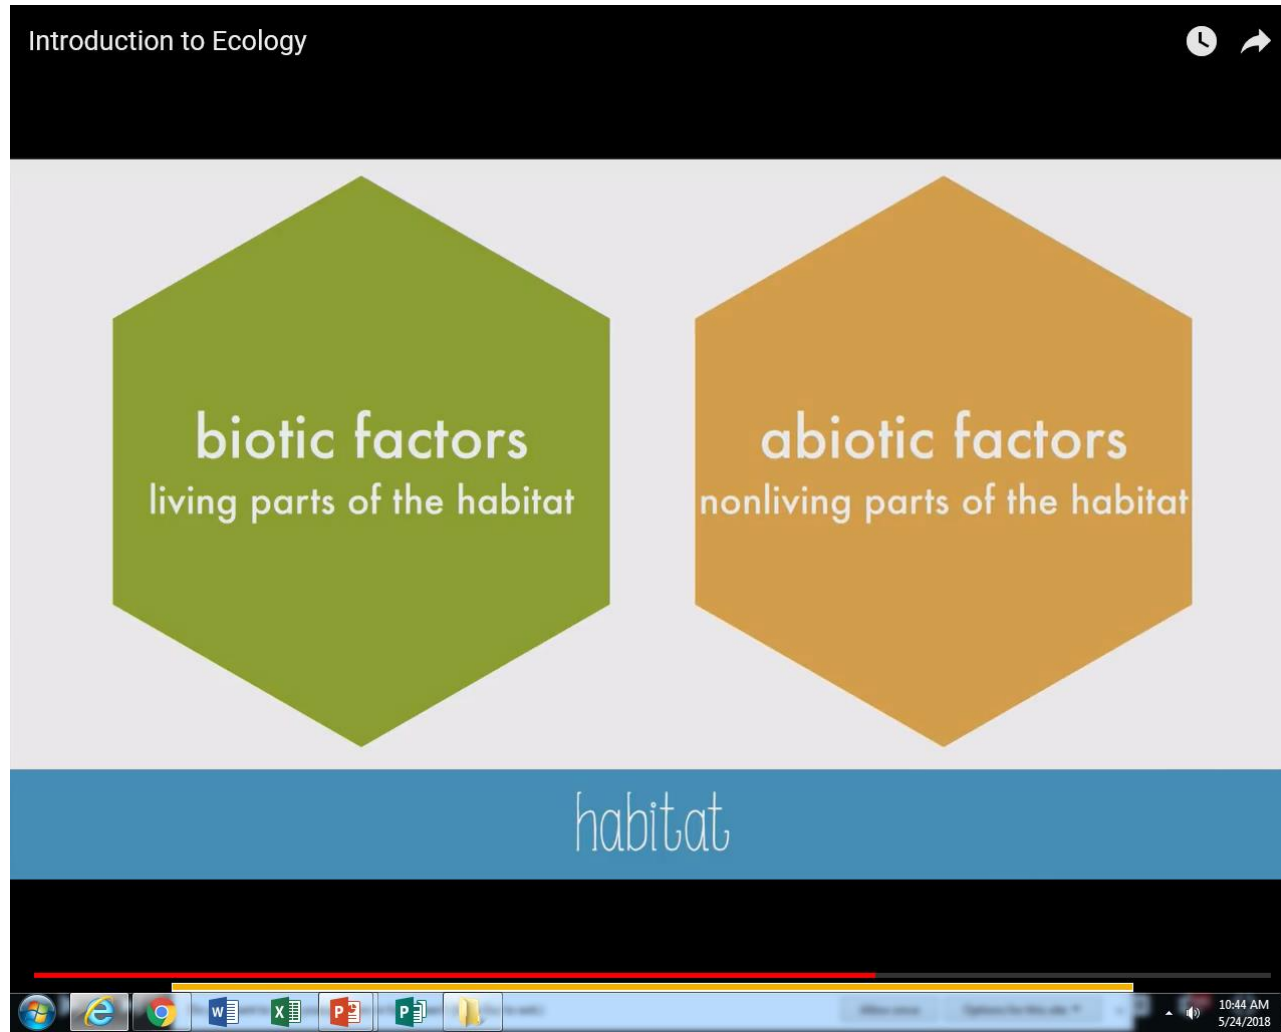 Introduction to Ecology
biotic factors
living parts of the habitat
abiotic factors
nonliving parts of the habitat
habitat
10:44 AM
5/24/2018